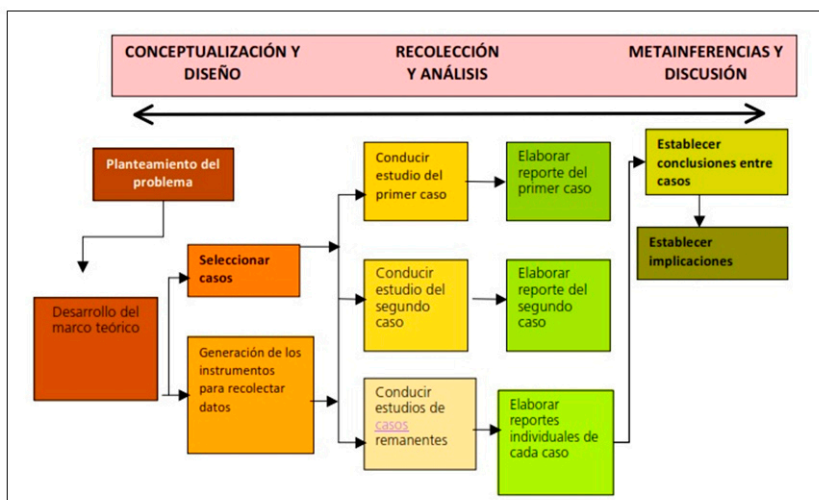 CONCEPTUALIZACIÓN Y
DISEÑO
RECOLECCIÓN
Y ANÁLISIS
METAINFERENCIAS Y
DISCUSIÓN
Planteamiento del
problema
Desarrollo del
marco teórico
Seleccionar
casos
Generación de los
instrumentos
para recolectar
datos
Conducir
estudio del
primer caso
Elaborar
reporte del
primer caso
Conducir
estudio del
segundo
caso
Elaborar
reporte del
segundo
caso
Conducir
estudios de
casos
remanentes
Elaborar
reportes
individuales de
cada caso
Establecer
conclusiones entre
casos
Establecer
implicaciones